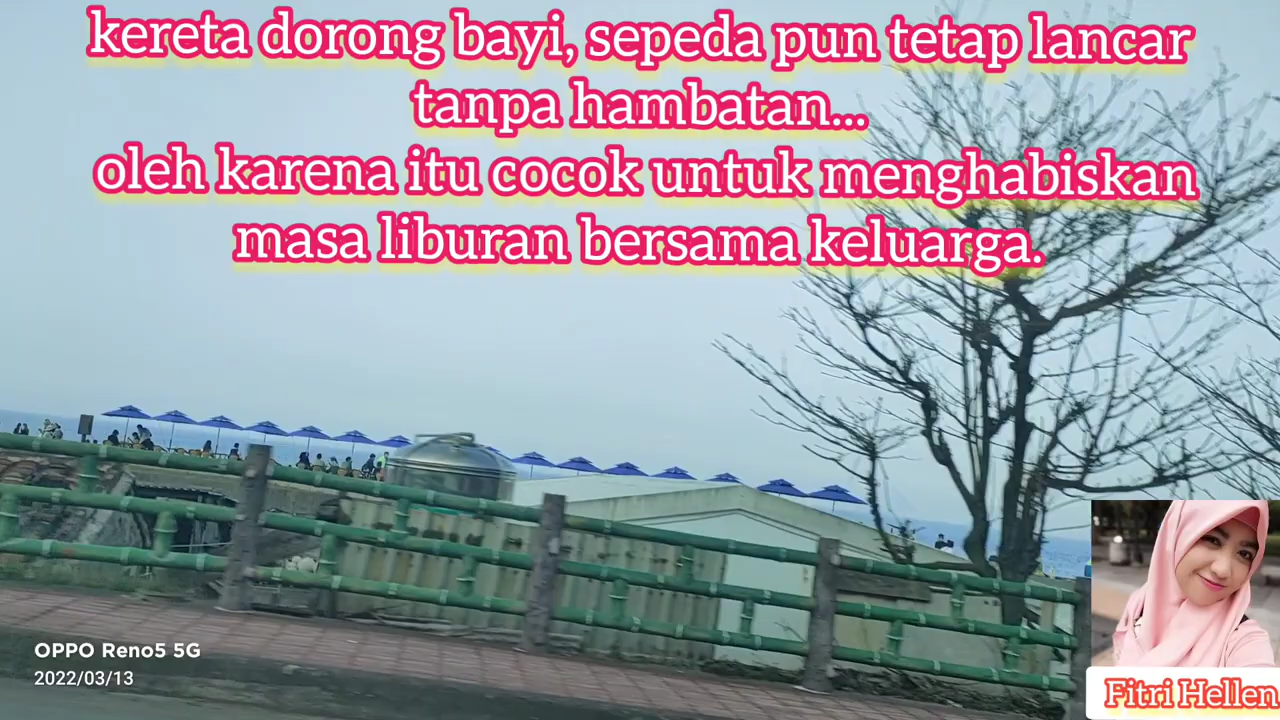 kereta dorong bayi, sepeda pun tetap lancar
tanpa hambatan...
oleh karena itu cocok untuk menghabiskan
masa liburan bersama keluarga.
OPPO Reno5 5G
2022/03/13
Fitri Hellen